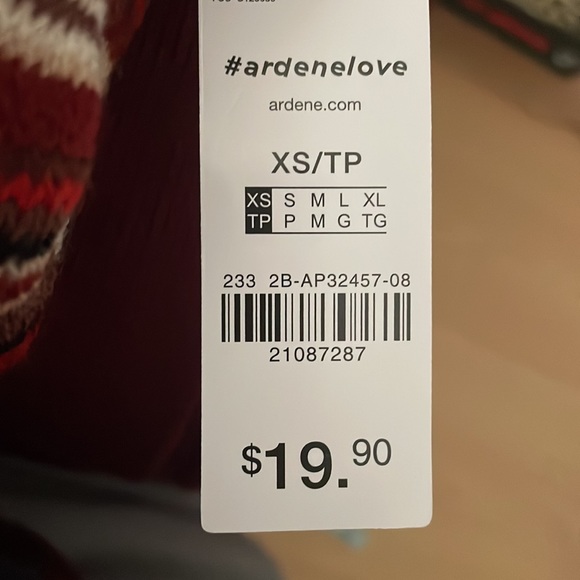 #ardenelove
ardene.com
XS/TP
XS S M L XL
TP P M G TG
233 2B-AP32457-08
21087287
$19.90